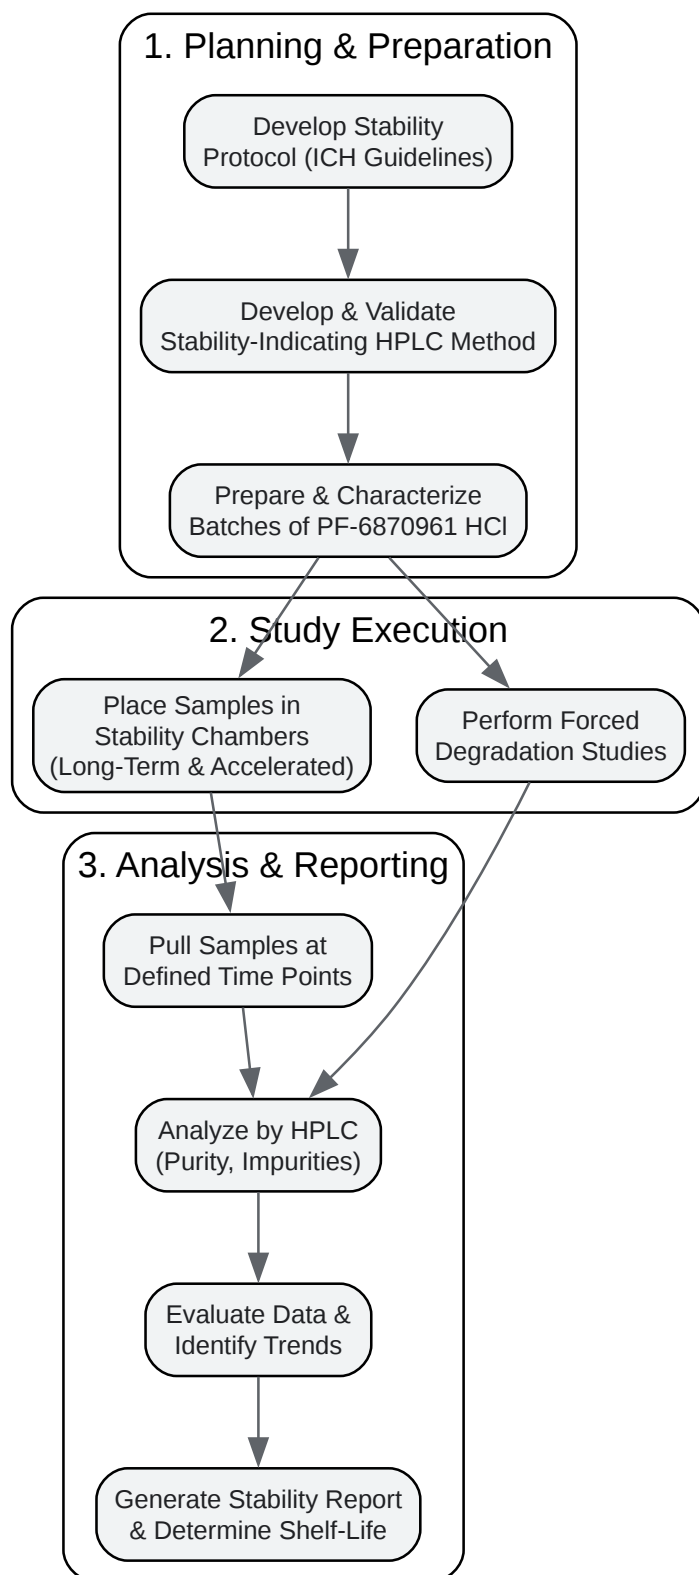 1. Planning & Preparation
Develop Stability
Protocol (ICH Guidelines)
Develop & Validate
Stability-Indicating HPLC Method
Prepare & Characterize
Batches of PF-6870961 HCl
2. Study Execution
Place Samples in
Stability Chambers
(Long-Term & Accelerated)
Perform Forced
Degradation Studies
3. Analysis & Reporting
Pull Samples at
Defined Time Points
Analyze by HPLC
(Purity, Impurities)
Evaluate Data &
Identify Trends
Generate Stability Report
& Determine Shelf-Life